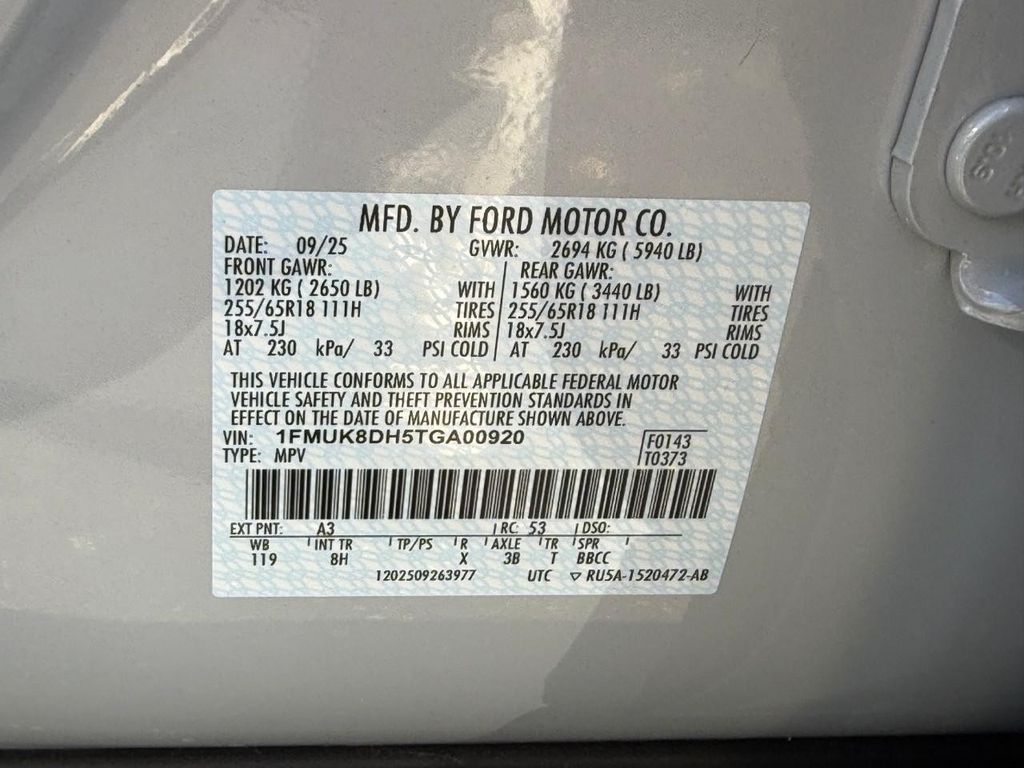 MFD. BY FORD MOTOR CO.
DATE: 09/25 GVWR: 2694 KG ( 5940 LB)
FRONT GAWR: REAR GAWR:
1202 KG ( 2650 LB) WITH 1560 KG ( 3440 LB) WITH
255/65R18 111H TIRES 255/65R18 111H TIRES
18x7.5J RIMS 18x7.5J RIMS
AT 230 kPa/ 33 PSI COLD AT 230 kPa/ 33 PSI COLD
THIS VEHICLE CONFORMS TO ALL APPLICABLE FEDERAL MOTOR
VEHICLE SAFETY AND THEFT PREVENTION STANDARDS IN
EFFECT ON THE DATE OF MANUFACTURE SHOWN ABOVE.
VIN: 1FMUK8DH5TGA00920 F0143
TYPE: MPV T0373
EXT PNT: A3 RC: 53 DSO:
WB INT TR TP/PS R AXLE TR SPR
119 8H X 3B T BBCC
1202509263977 UTC ▽ RU5A-1520472-AB